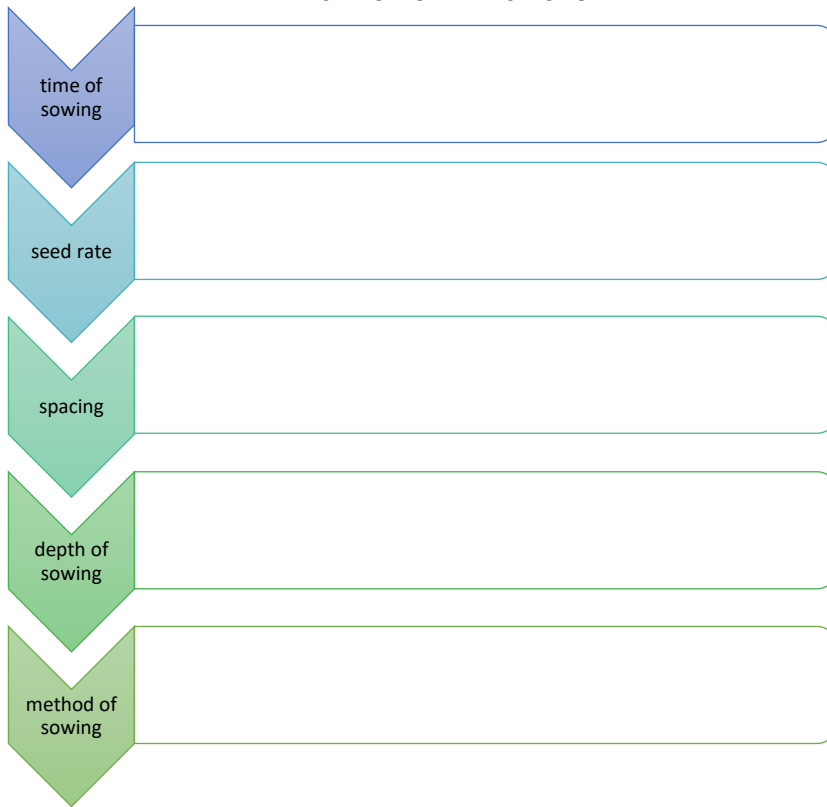 time of
sowing
seed rate
spacing
depth of
sowing
method of
sowing